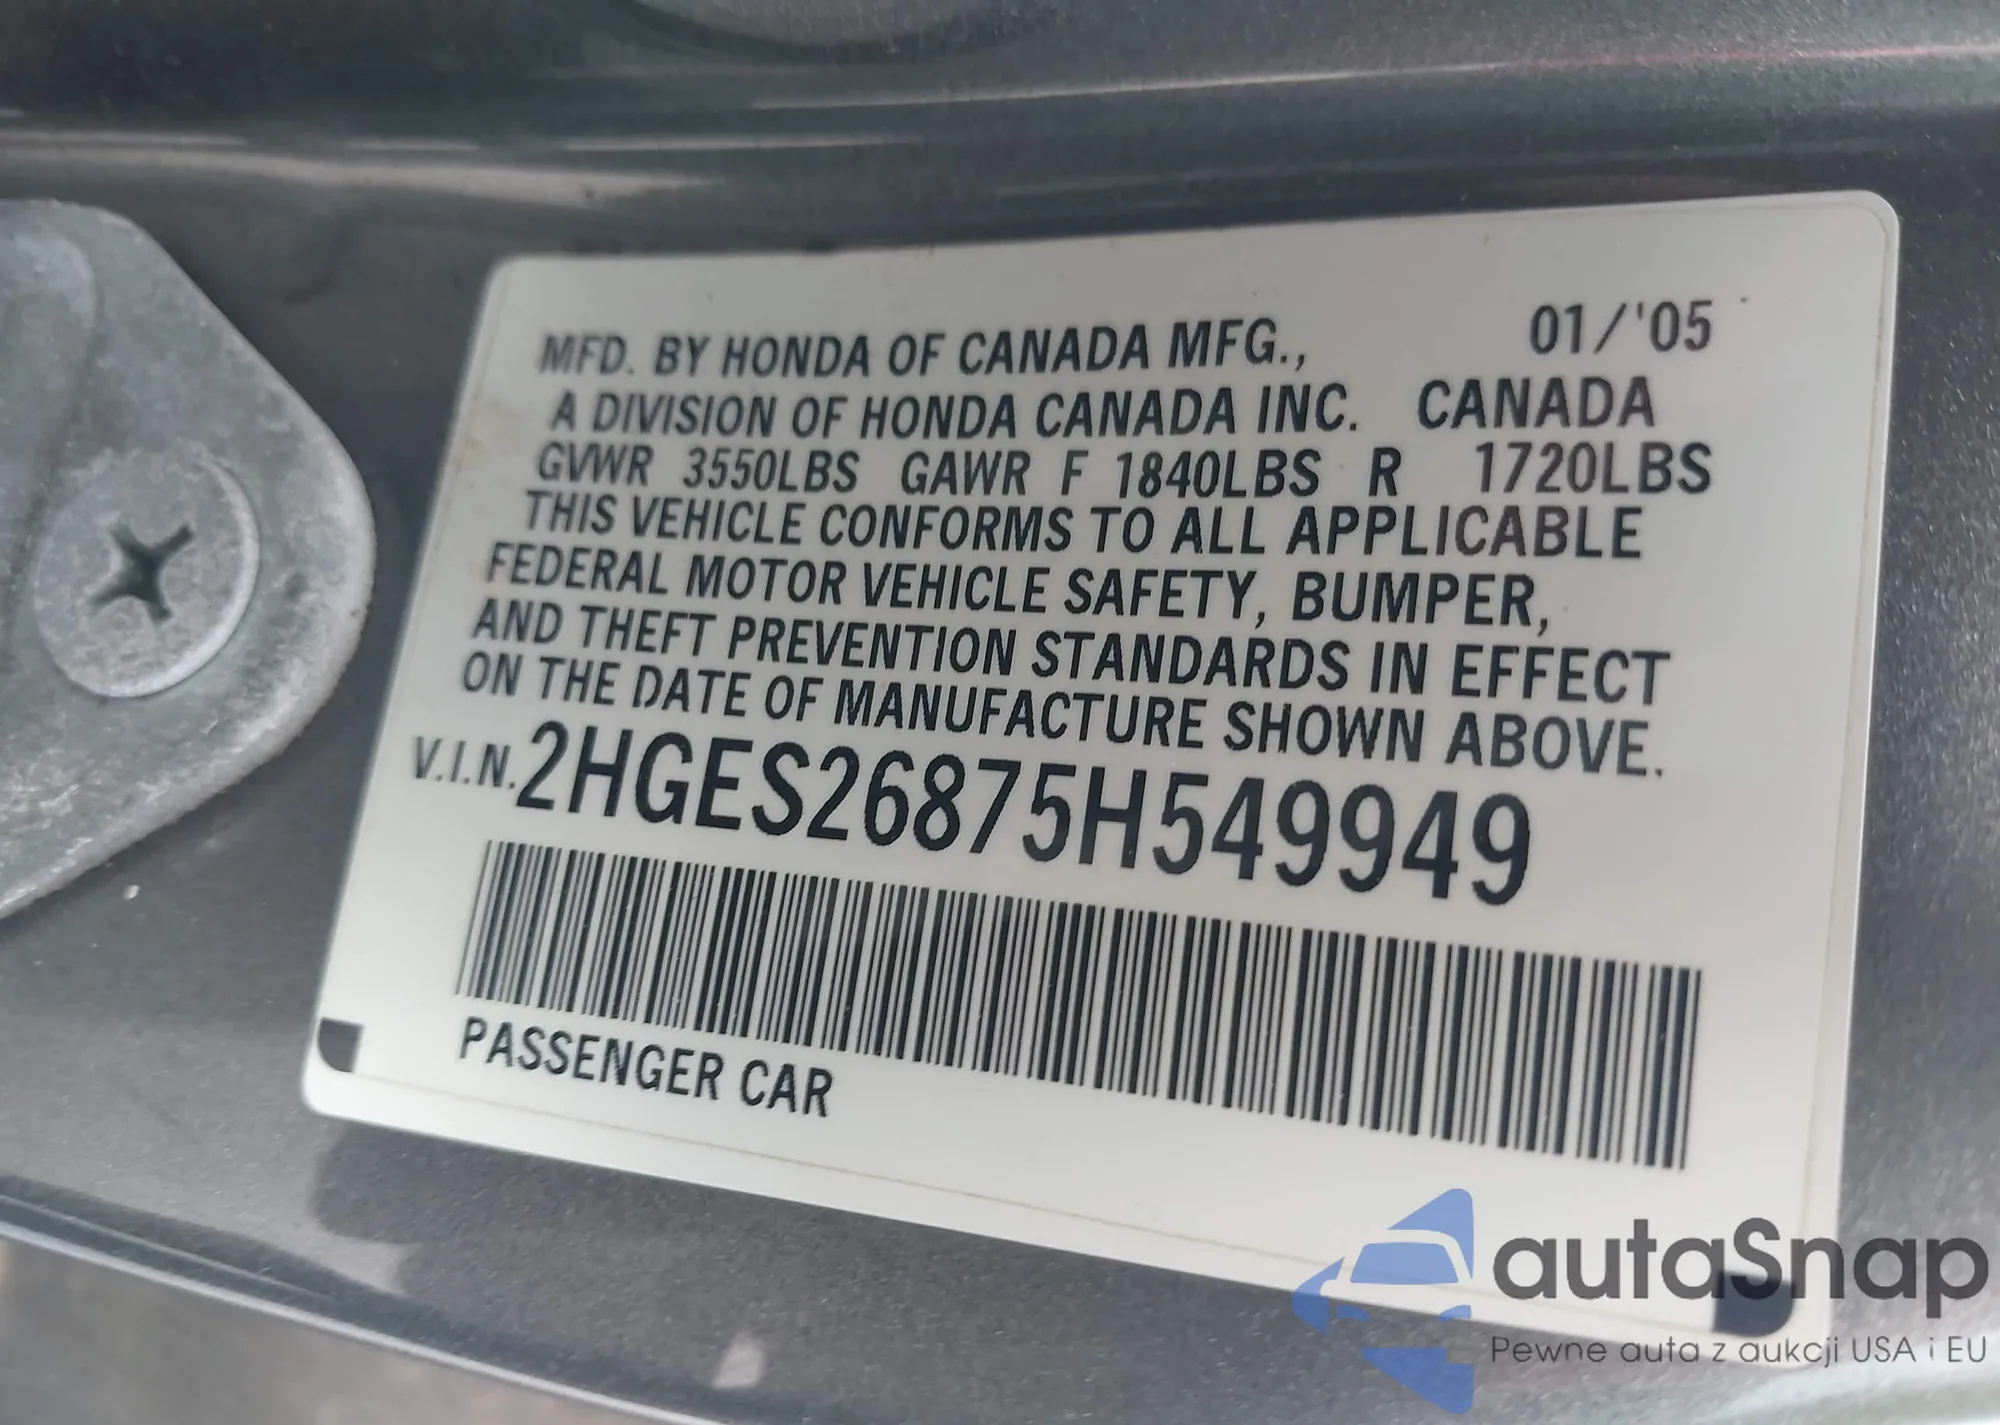 MFD. BY HONDA OF CANADA MFG., 01/'05
A DIVISION OF HONDA CANADA INC. CANADA
GVWR 3550LBS GAWR F 1840LBS R 1720LBS
THIS VEHICLE CONFORMS TO ALL APPLICABLE
FEDERAL MOTOR VEHICLE SAFETY, BUMPER,
AND THEFT PREVENTION STANDARDS IN EFFECT
ON THE DATE OF MANUFACTURE SHOWN ABOVE.
V.I.N. 2HGES26875H549949
PASSENGER CAR
autaSnap
Pewne auta z aukcji USA i EU